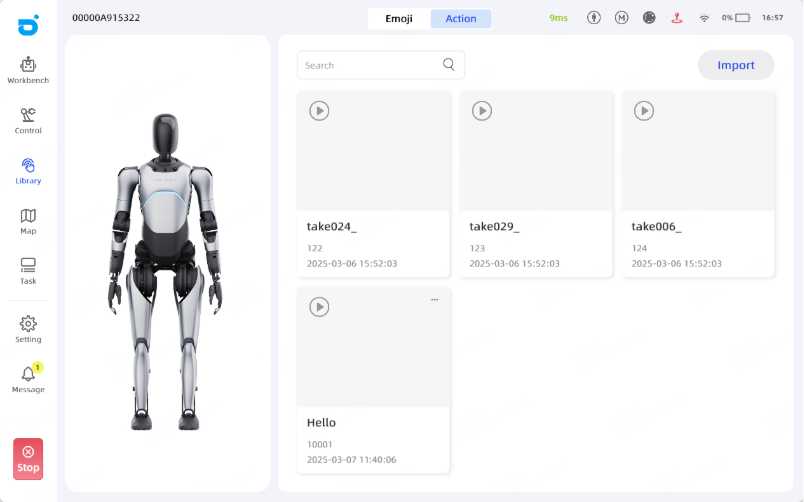 00000A915322
Emoji
Action
9ms
M
0%
16:57
Workbench
Control
Library
Map
Task
Setting
1
Message
Stop
Search
Import
take024_
122
2025-03-06 15:52:03
take029_
123
2025-03-06 15:52:03
take006_
124
2025-03-06 15:52:03
Hello
10001
2025-03-07 11:40:06